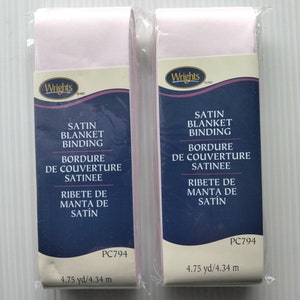 Wrights
SATIN
BLANKET
BINDING
BORDURE
DE COUVERTURE
SATINEE
RIBETE DE
MANTA DE
SATÍN
PC794
4.75 yd/4.34 m
Wrights
SATIN
BLANKET
BINDING
BORDURE
DE COUVERTURE
SATINEE
RIBETE DE
MANTA DE
SATÍN
PC794
4.75 yd/4.34 m